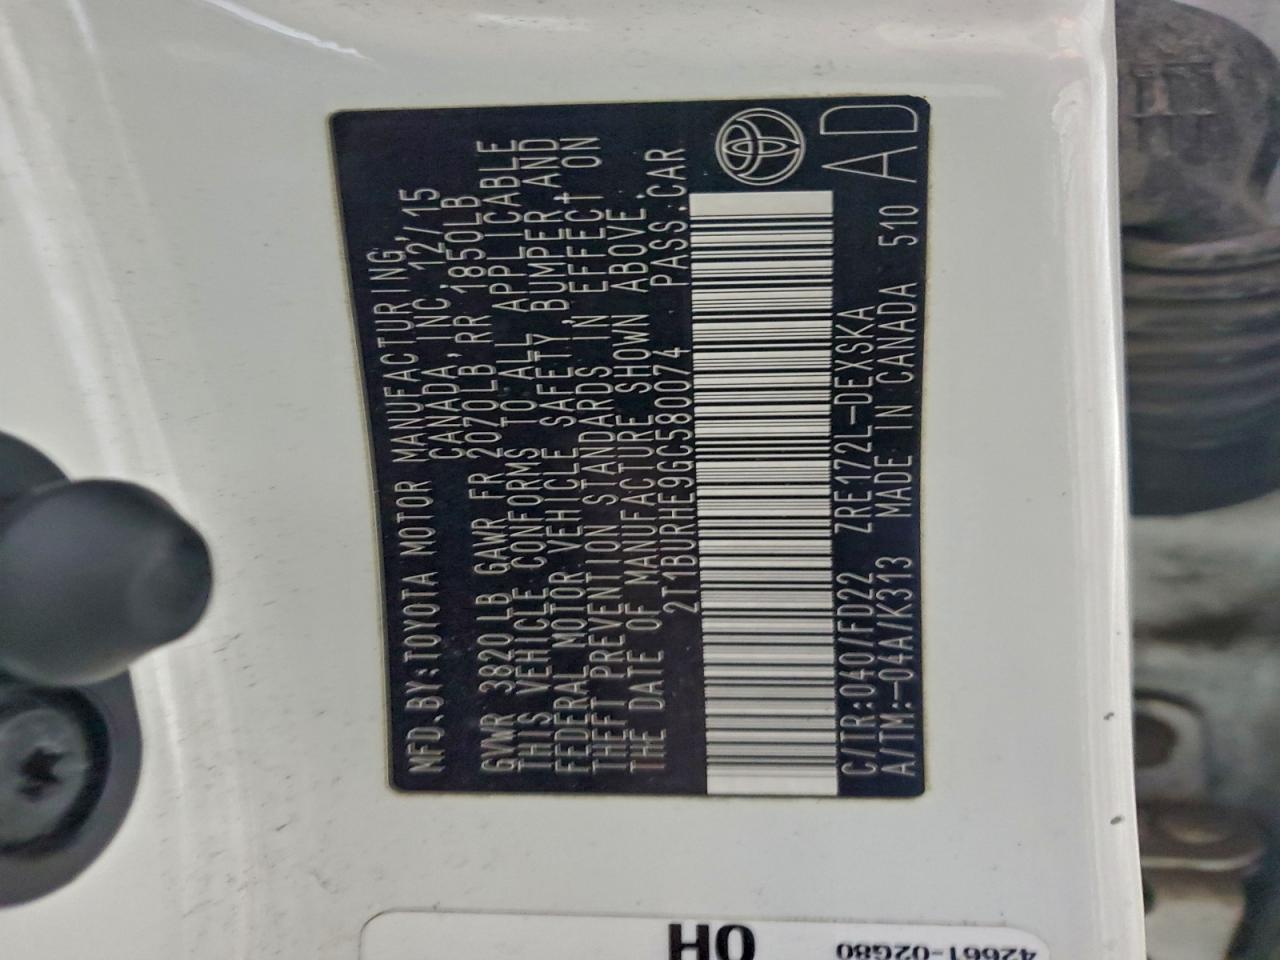 MFD.BY:TOYOTA MOTOR MANUFACTURING,
CANADA, INC. 12/15
GVWR 3820 LB GAWR FR 2070LB RR 1850LB
THIS VEHICLE CONFORMS TO ALL APPLICABLE
FEDERAL MOTOR VEHICLE SAFETY, BUMPER, AND
THEFT PREVENTION STANDARDS IN EFFECT ON
THE DATE OF MANUFACTURE SHOWN ABOVE.
2T1BURHE9GC580074 PASS.CAR
C/TR:040/FD22 ZRE172L-DEXSKA
A/TM:-04A/K313 MADE IN CANADA 510
AD
0H
42661-02G80